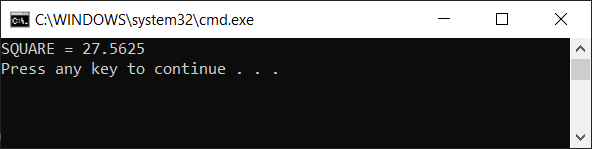 C:\WINDOWS\system32\cmd.exe
SQUARE = 27.5625
Press any key to continue . . .